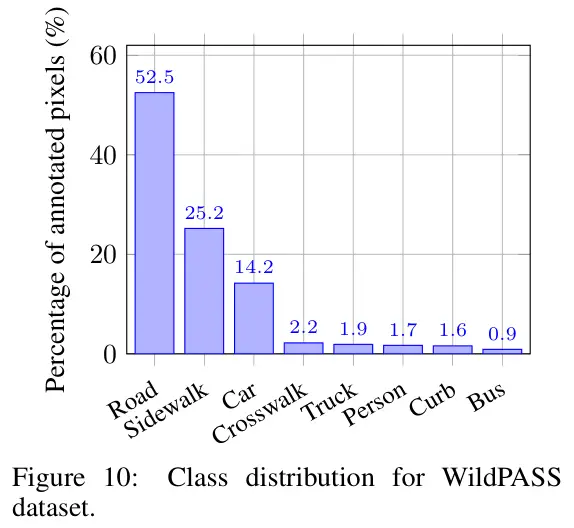 Percentage of annotated pixels (%)
60
40
20
0
52.5
25.2
14.2
2.2
1.9
1.7
1.6
0.9
Road
Sidewalk
Car
Crosswalk
Truck
Person
Curb
Bus
Figure 10: Class distribution for WildPASS
dataset.